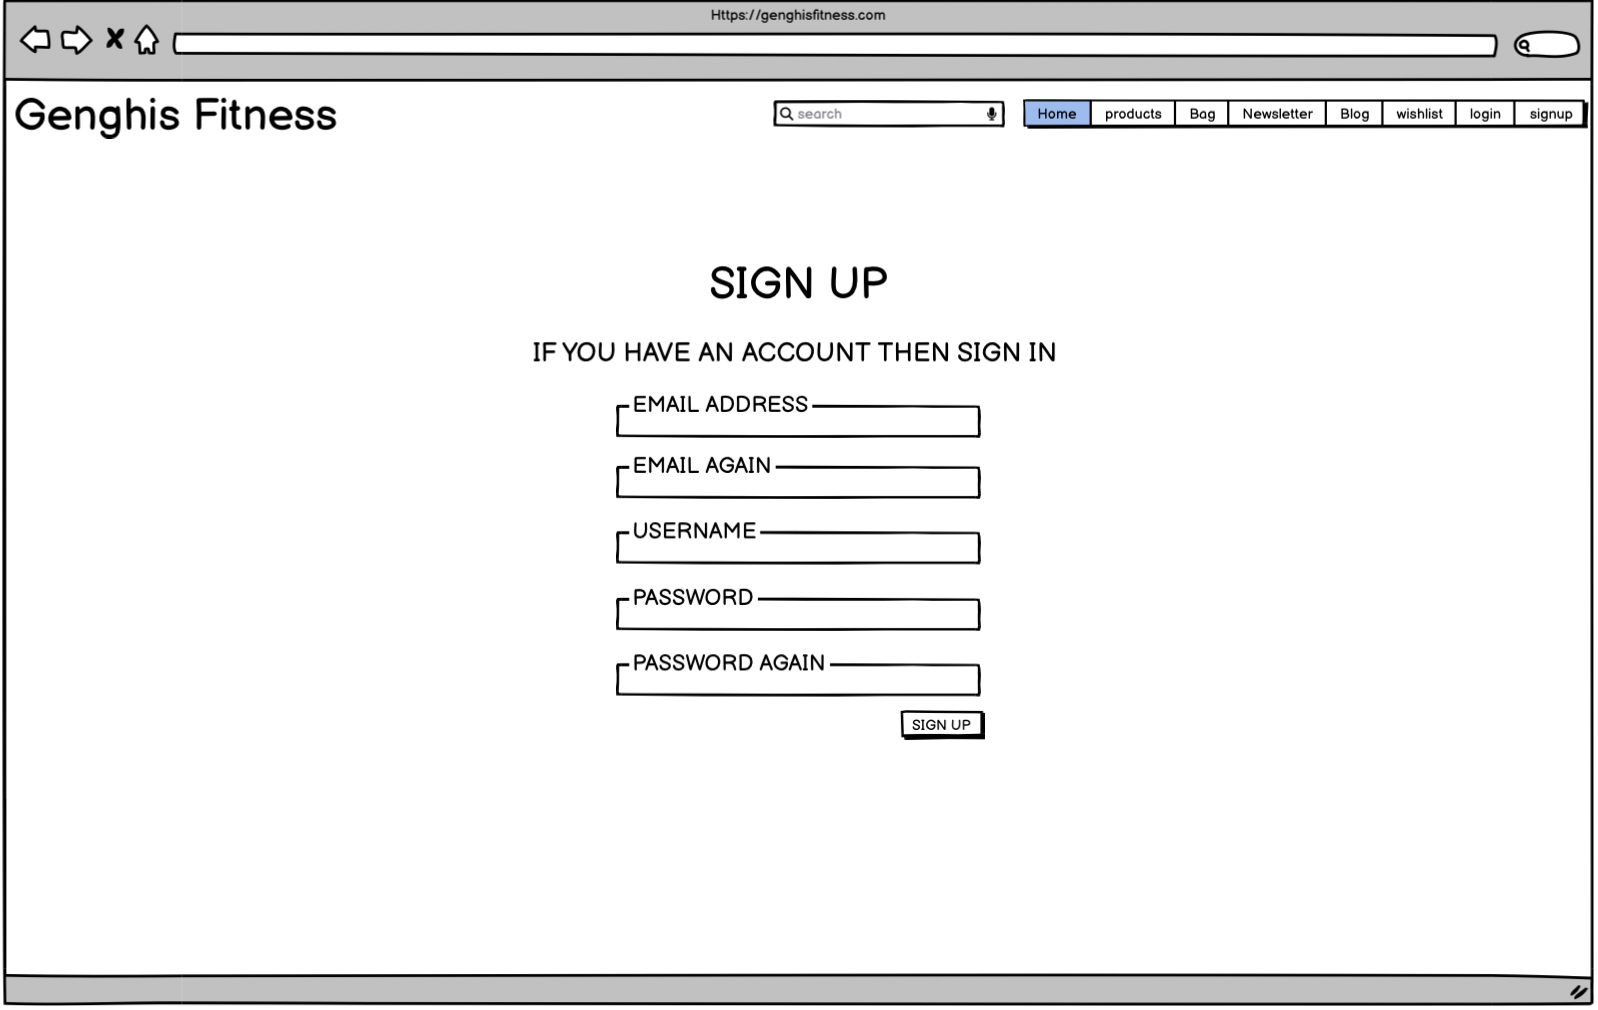 Https://genghisfitness.com
Genghis Fitness
search
Home products Bag Newsletter Blog wishlist login signup
SIGN UP
IF YOU HAVE AN ACCOUNT THEN SIGN IN
EMAIL ADDRESS
EMAIL AGAIN
USERNAME
PASSWORD
PASSWORD AGAIN
SIGN UP